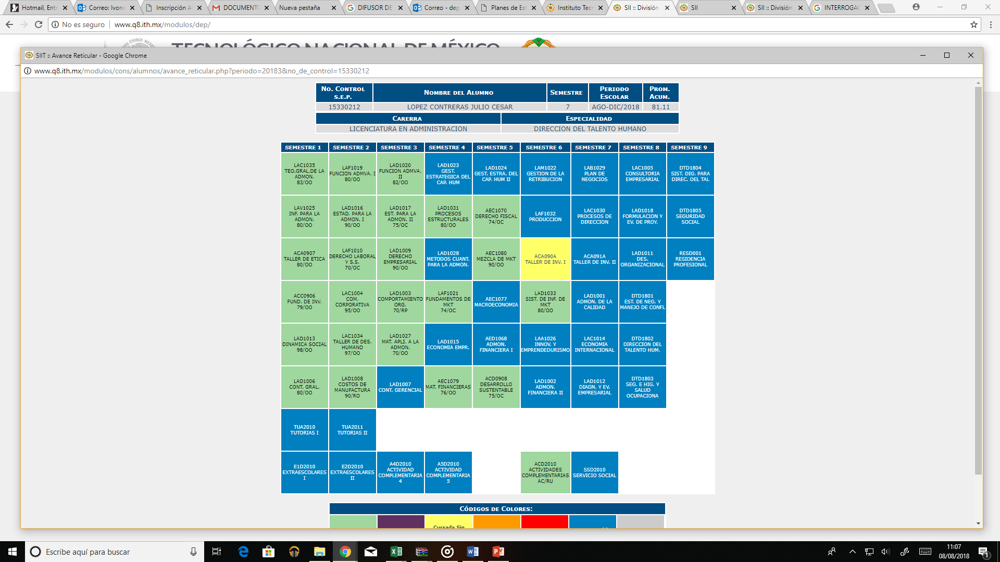 Hotmail, Entr
Correo: Ivonn
Inscripción Al
DOCUMENTO
Nueva pestaña
DIFUSOR DE
Correo - dep
Planes de Est
Instituto Tecr
SII :: División
SII
SII :: División
INTERROGAC
No es seguro
www.q8.ith.mx/modulos/dep/
TECNOLÓGICO NACIONAL DE MÉXICO
SIIT :: Avance Reticular - Google Chrome
www.q8.ith.mx/modulos/cons/alumnos/avance_reticular.php?periodo=20183&no_de_control=15330212
No. Control S.E.P. Nombre del Alumno Semestre Periodo Escolar Prom. Acum.
15330212 LOPEZ CONTRERAS JULIO CESAR 7 AGO-DIC/2018 81.11
Carerra Especialidad
LICENCIATURA EN ADMINISTRACION DIRECCION DEL TALENTO HUMANO
SEMESTRE 1 SEMESTRE 2 SEMESTRE 3 SEMESTRE 4 SEMESTRE 5 SEMESTRE 6 SEMESTRE 7 SEMESTRE 8 SEMESTRE 9
LAC1035 TEO.GRAL.DE LA ADMON. 83/OO
LAF1019 FUNCION ADMVA. I 80/OO
LAD1020 FUNCION ADMVA. II 82/OO
LAD1023 GEST. ESTRATEGICA DEL CAP. HUM
LAD1024 GEST. ESTRA. DEL CAP. HUM II
LAM1022 GESTION DE LA RETRIBUCION
LAB1029 PLAN DE NEGOCIOS
LAC1005 CONSULTORIA EMPRESARIAL
DTD1804 SIST. DIG. PARA DIREC. DEL TAL
LAV1025 INF. PARA LA ADMON. 80/OO
LAD1016 ESTAD. PARA LA ADMON. I 90/OO
LAD1017 EST. PARA LA ADMON. II 75/OC
LAD1031 PROCESOS ESTRUCTURALES 80/OO
AEC1070 DERECHO FISCAL 74/OC
LAF1032 PRODUCCION
LAC1030 PROCESOS DE DIRECCION
LAD1018 FORMULACION Y EV. DE PROY.
DTD1805 SEGURIDAD SOCIAL
ACA0907 TALLER DE ETICA 80/OO
LAF1010 DERECHO LABORAL Y S.S. 70/OC
LAD1009 DERECHO EMPRESARIAL 90/OO
LAD1028 METODOS CUANT. PARA LA ADMON.
AEC1080 MEZCLA DE MKT 90/OO
ACA090A TALLER DE INV. I
ACA091A TALLER DE INV. II
LAD1011 DES. ORGANIZACIONAL
RESD001 RESIDENCIA PROFESIONAL
ACC0906 FUND. DE INV. 79/OO
LAC1004 COM. CORPORATIVA 95/OO
LAD1003 COMPORTAMIENTO ORG. 70/RP
LAF1021 FUNDAMENTOS DE MKT 74/OC
AEC1077 MACROECONOMIA
LAD1033 SIST. DE INF. DE MKT 80/OO
LAD1001 ADMON. DE LA CALIDAD
DTD1801 EST. DE NEG. Y MANEJO DE CONFL
LAD1013 DINAMICA SOCIAL 98/OO
LAC1034 TALLER DE DES. HUMANO 97/OO
LAD1027 MAT. APLI. A LA ADMON. 70/OO
LAD1015 ECONOMIA EMPR.
AED1068 ADMON. FINANCIERA I
LAA1026 INNOV. Y EMPRENDEDURISMO
LAC1014 ECONOMIA INTERNACIONAL
DTD1802 DIRECCION DEL TALENTO HUM.
LAD1006 CONT. GRAL. 80/OO
LAD1008 COSTOS DE MANUFACTURA 90/RO
LAD1007 CONT. GERENCIAL
AEC1079 MAT. FINANCIERAS 76/OO
ACD0908 DESARROLLO SUSTENTABLE 75/OC
LAD1002 ADMON. FINANCIERA II
LAD1012 DIAGN. Y EV. EMPRESARIAL
DTD1803 SEG. E HIG. Y SALUD OCUPACIONA
TUA2010 TUTORIAS I
TUA2011 TUTORIAS II
E1D2010 EXTRAESCOLARES I
E2D2010 EXTRAESCOLARES II
A4D2010 ACTIVIDAD COMPLEMENTARIA 4
A5D2010 ACTIVIDAD COMPLEMENTARIA 5
ACD2010 ACTIVIDADES COMPLEMENTARIAS AC/RU
SSD2010 SERVICIO SOCIAL
Códigos de Colores:
Cursada Sin
Escribe aquí para buscar
11:07
08/08/2018
1